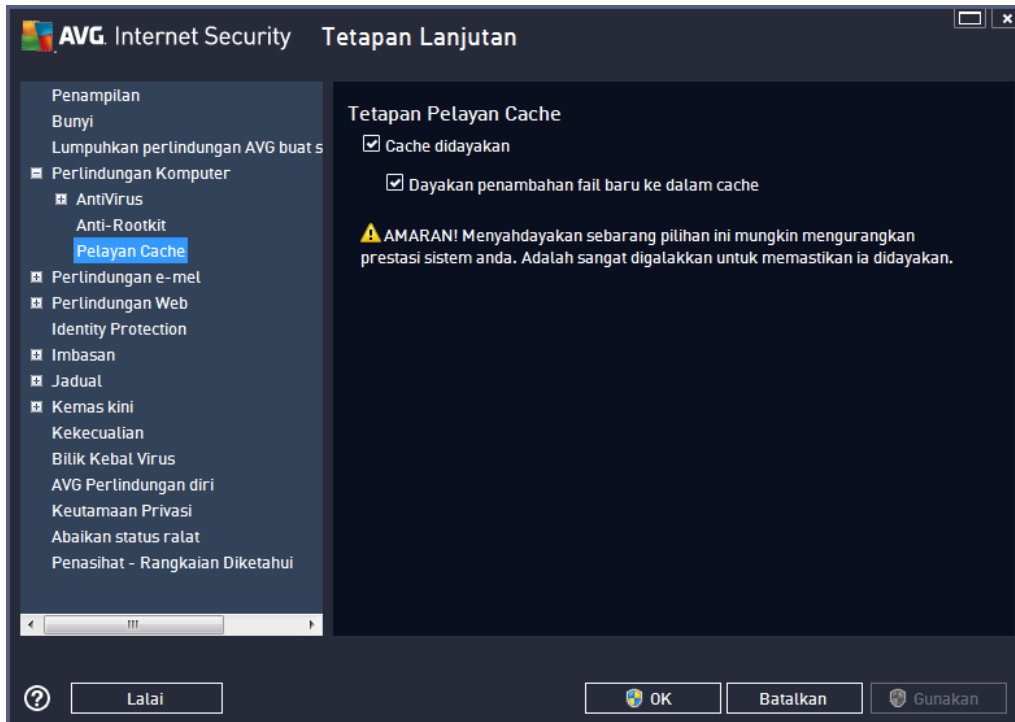 AVG. Internet Security Tetapan Lanjutan
Penampilan
Bunyi
Lumpuhkan perlindungan AVG buat s
Perlindungan Komputer
AntiVirus
Anti-Rootkit
Pelayan Cache
Perlindungan e-mel
Perlindungan Web
Identity Protection
Imbasan
Jadual
Kemas kini
Kekecualian
Bilik Kebal Virus
AVG Perlindungan diri
Keutamaan Privasi
Abaikan status ralat
Penasihat - Rangkaian Diketahui
Tetapan Pelayan Cache
Cache didayakan
Dayakan penambahan fail baru ke dalam cache
AMARAN! Menyahdayakan sebarang pilihan ini mungkin mengurangkan
prestasi sistem anda. Adalah sangat digalakkan untuk memastikan ia didayakan.
Lalai
OK
Batalkan
Gunakan